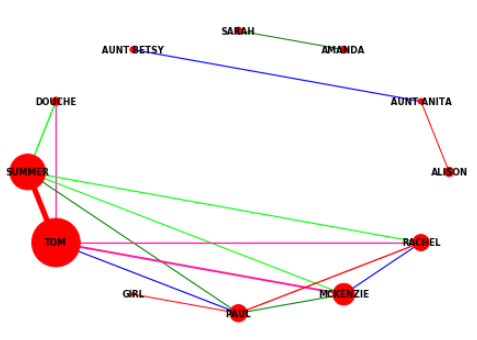 SARAH
AUNT BETSY
AMANDA
DOUCHE
AUNT ANITA
SUMMER
ALISON
TOM
RACHEL
GIRL
MCKENZIE
PAUL